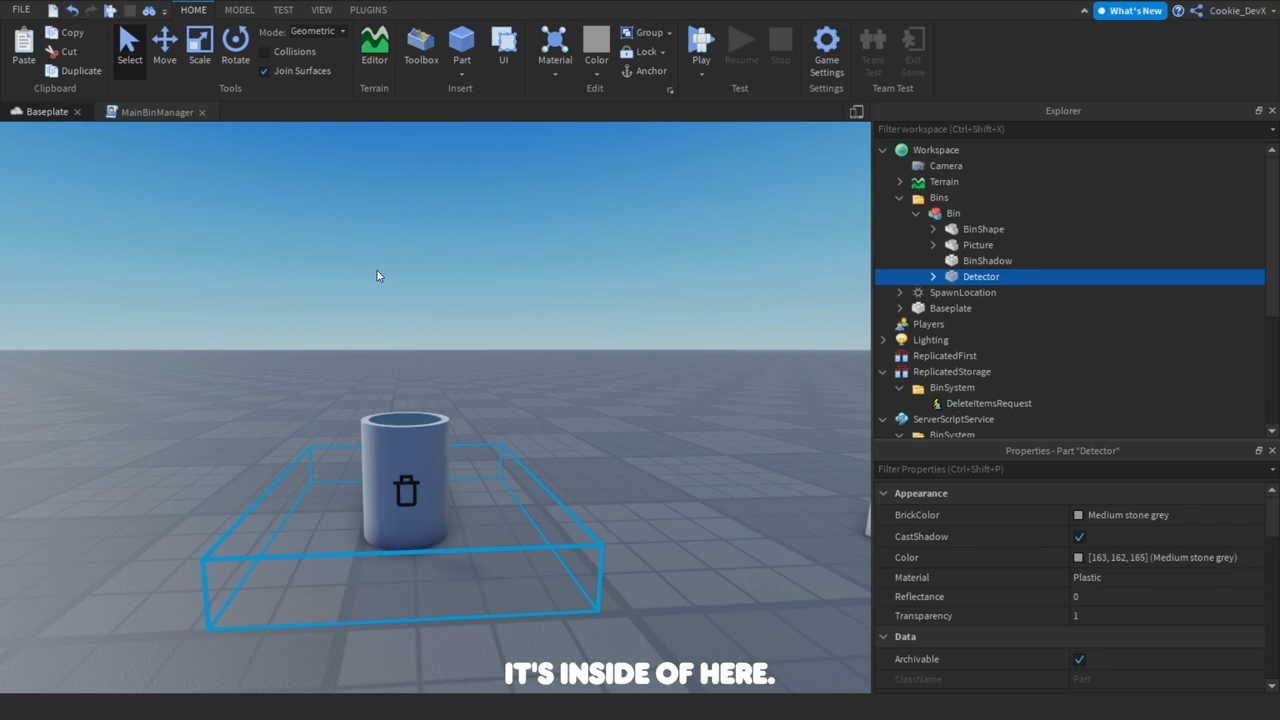 FILE HOME MODEL TEST VIEW PLUGINS What's New Cookie_DevX
Copy Mode: Geometric Group
Cut Collisions Lock
Paste Duplicate Select Move Scale Rotate Join Surfaces Editor Toolbox Part UI Material Color Anchor Play Resume Stop Game Settings Team Test Exit Game
Clipboard Tools Terrain Insert Edit Test Settings Team Test
Baseplate MainBinManager Explorer
Filter workspace (Ctrl+Shift+X)
Workspace
Camera
Terrain
Bins
Bin
BinShape
Picture
BinShadow
Detector
SpawnLocation
Baseplate
Players
Lighting
ReplicatedFirst
ReplicatedStorage
BinSystem
DeleteItemsRequest
ServerScriptService
BinSystem
Properties - Part "Detector"
Filter Properties (Ctrl+Shift+P)
Appearance
BrickColor Medium stone grey
CastShadow
Color [163, 162, 165] (Medium stone grey)
Material Plastic
Reflectance 0
Transparency 1
Data
Archivable
ClassName Part
IT'S INSIDE OF HERE.